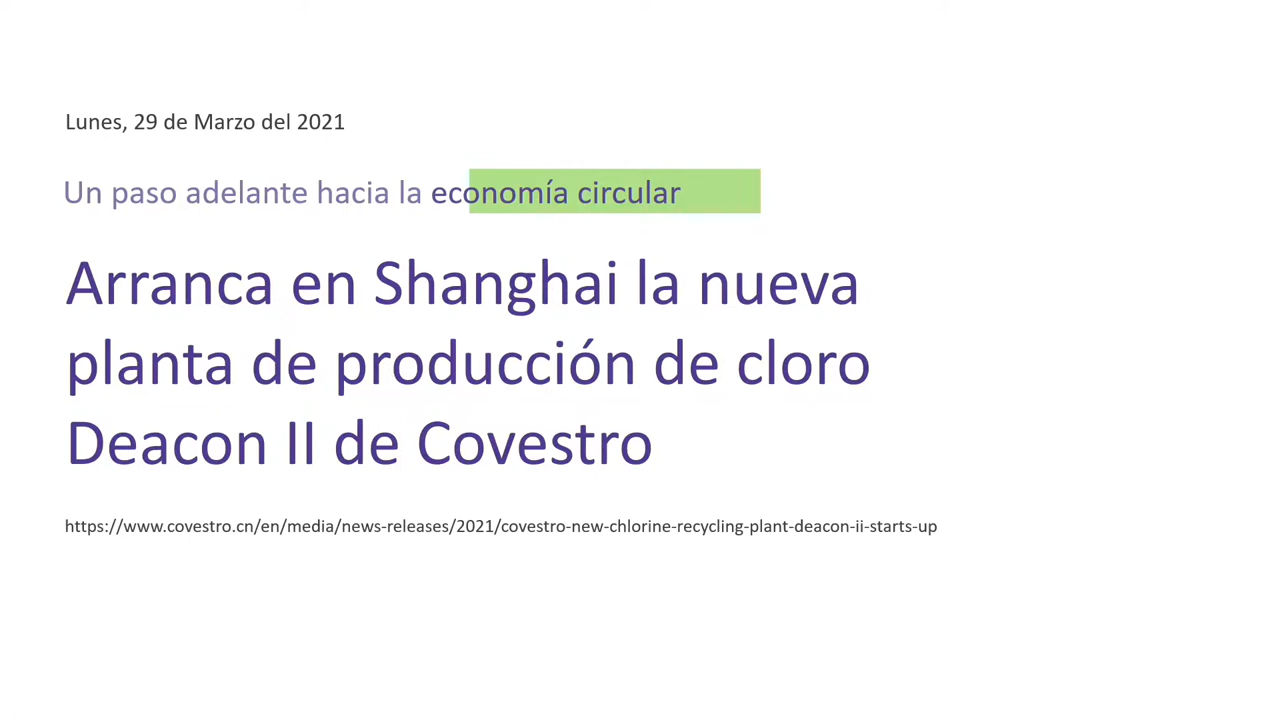 Lunes, 29 de Marzo del 2021
Un paso adelante hacia la economía circular
Arranca en Shanghai la nueva
planta de producción de cloro
Deacon II de Covestro
https://www.covestro.cn/en/media/news-releases/2021/covestro-new-chlorine-recycling-plant-deacon-ii-starts-up